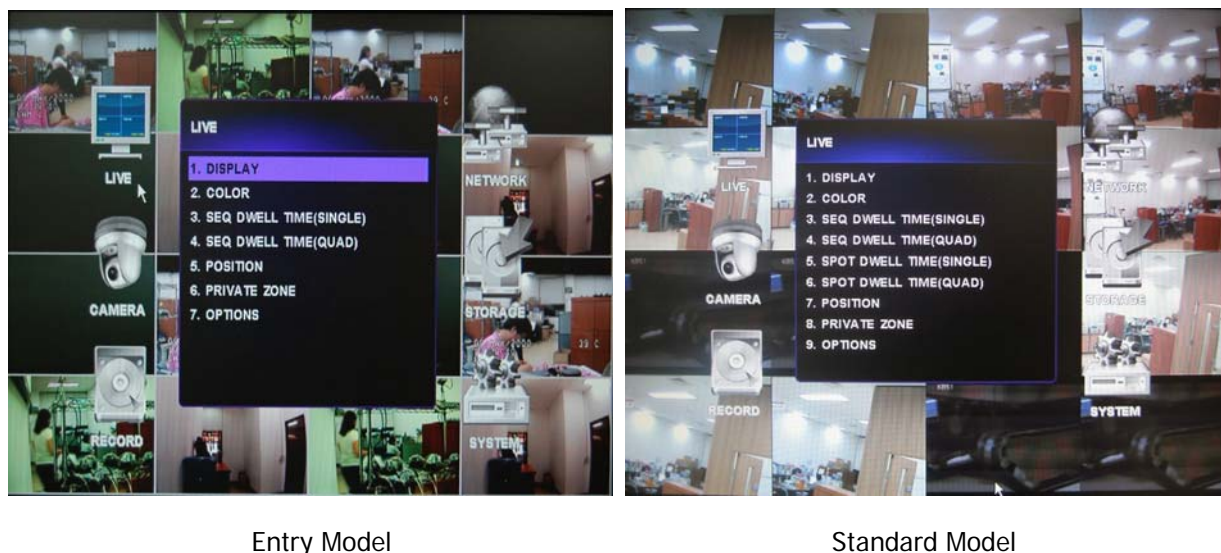 LIVE
1. DISPLAY
2. COLOR
3. SEQ DWELL TIME(SINGLE)
4. SEQ DWELL TIME(QUAD)
5. POSITION
6. PRIVATE ZONE
7. OPTIONS
LIVE
CAMERA
RECORD
NETWORK
STORAGE
SYSTEM
LIVE
1. DISPLAY
2. COLOR
3. SEQ DWELL TIME(SINGLE)
4. SEQ DWELL TIME(QUAD)
5. SPOT DWELL TIME(SINGLE)
6. SPOT DWELL TIME(QUAD)
7. POSITION
8. PRIVATE ZONE
9. OPTIONS
LIVE
CAMERA
RECORD
NETWORK
STORAGE
SYSTEM
Entry Model
Standard Model